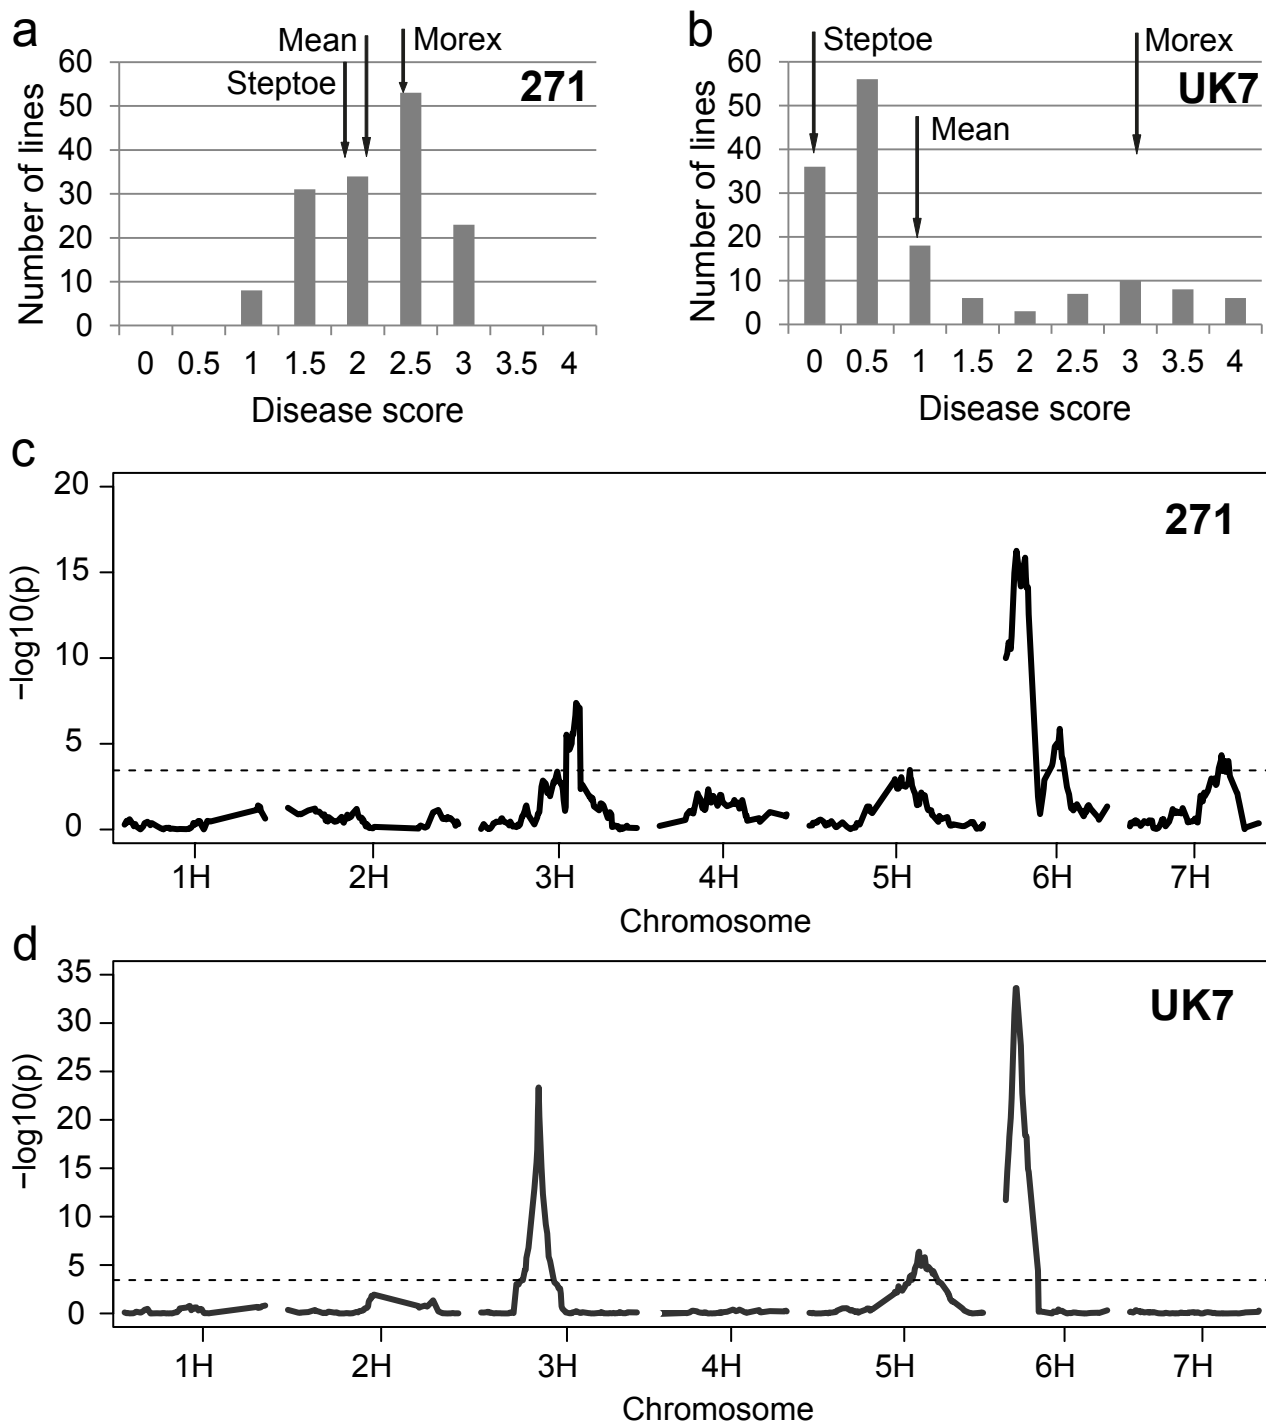 a
Mean
Morex
Steptoe
271
Number of lines
60
50
40
30
20
10
0
0 0.5 1 1.5 2 2.5 3 3.5 4
Disease score
b
Steptoe
Morex
UK7
Mean
Number of lines
60
50
40
30
20
10
0
0 0.5 1 1.5 2 2.5 3 3.5 4
Disease score
c
271
−log10(p)
20
15
10
5
0
1H 2H 3H 4H 5H 6H 7H
Chromosome
d
UK7
−log10(p)
35
30
25
20
15
10
5
0
1H 2H 3H 4H 5H 6H 7H
Chromosome